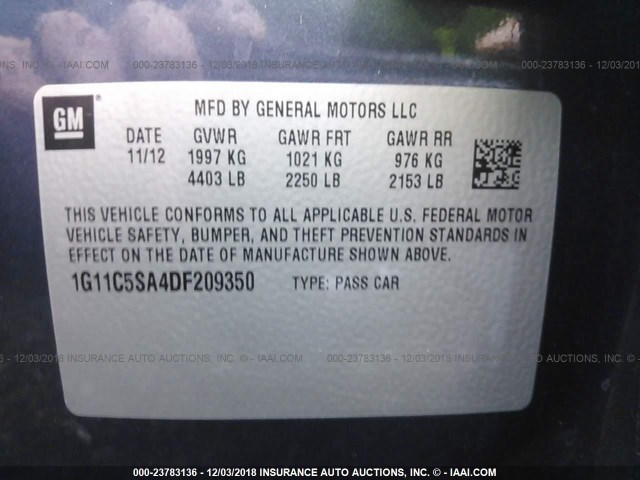 GM
MFD BY GENERAL MOTORS LLC
DATE GVWR GAWR FRT GAWR RR
11/12 1997 KG 1021 KG 976 KG
4403 LB 2250 LB 2153 LB
THIS VEHICLE CONFORMS TO ALL APPLICABLE U.S. FEDERAL MOTOR
VEHICLE SAFETY, BUMPER, AND THEFT PREVENTION STANDARDS IN
EFFECT ON THE DATE OF MANUFACTURE SHOWN ABOVE.
1G11C5SA4DF209350 TYPE: PASS CAR
000-23783136 - 12/03/2018 INSURANCE AUTO AUCTIONS, INC. © - IAAI.COM